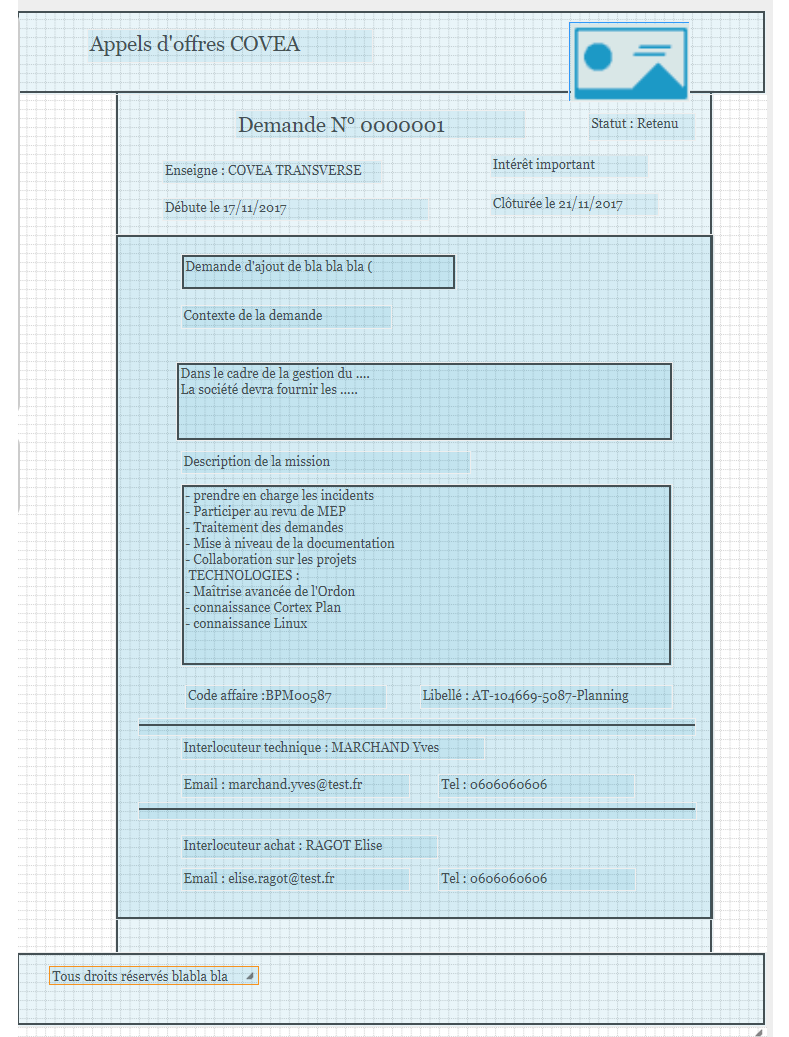 Appels d'offres COVEA
Demande N° 0000001
Statut : Retenu
Enseigne : COVEA TRANSVERSE
Intérêt important
Débute le 17/11/2017
Clôturée le 21/11/2017
Demande d'ajout de bla bla bla (
Contexte de la demande
Dans le cadre de la gestion du ....
La société devra fournir les .....
Description de la mission
- prendre en charge les incidents
- Participer au revu de MEP
- Traitement des demandes
- Mise à niveau de la documentation
- Collaboration sur les projets
TECHNOLOGIES :
- Maîtrise avancée de l'Ordon
- connaissance Cortex Plan
- connaissance Linux
Code affaire :BPM00587
Libellé : AT-104669-5087-Planning
Interlocuteur technique : MARCHAND Yves
Email : marchand.yves@test.fr
Tel : 0606060606
Interlocuteur achat : RAGOT Elise
Email : elise.ragot@test.fr
Tel : 0606060606
Tous droits réservés blabla bla